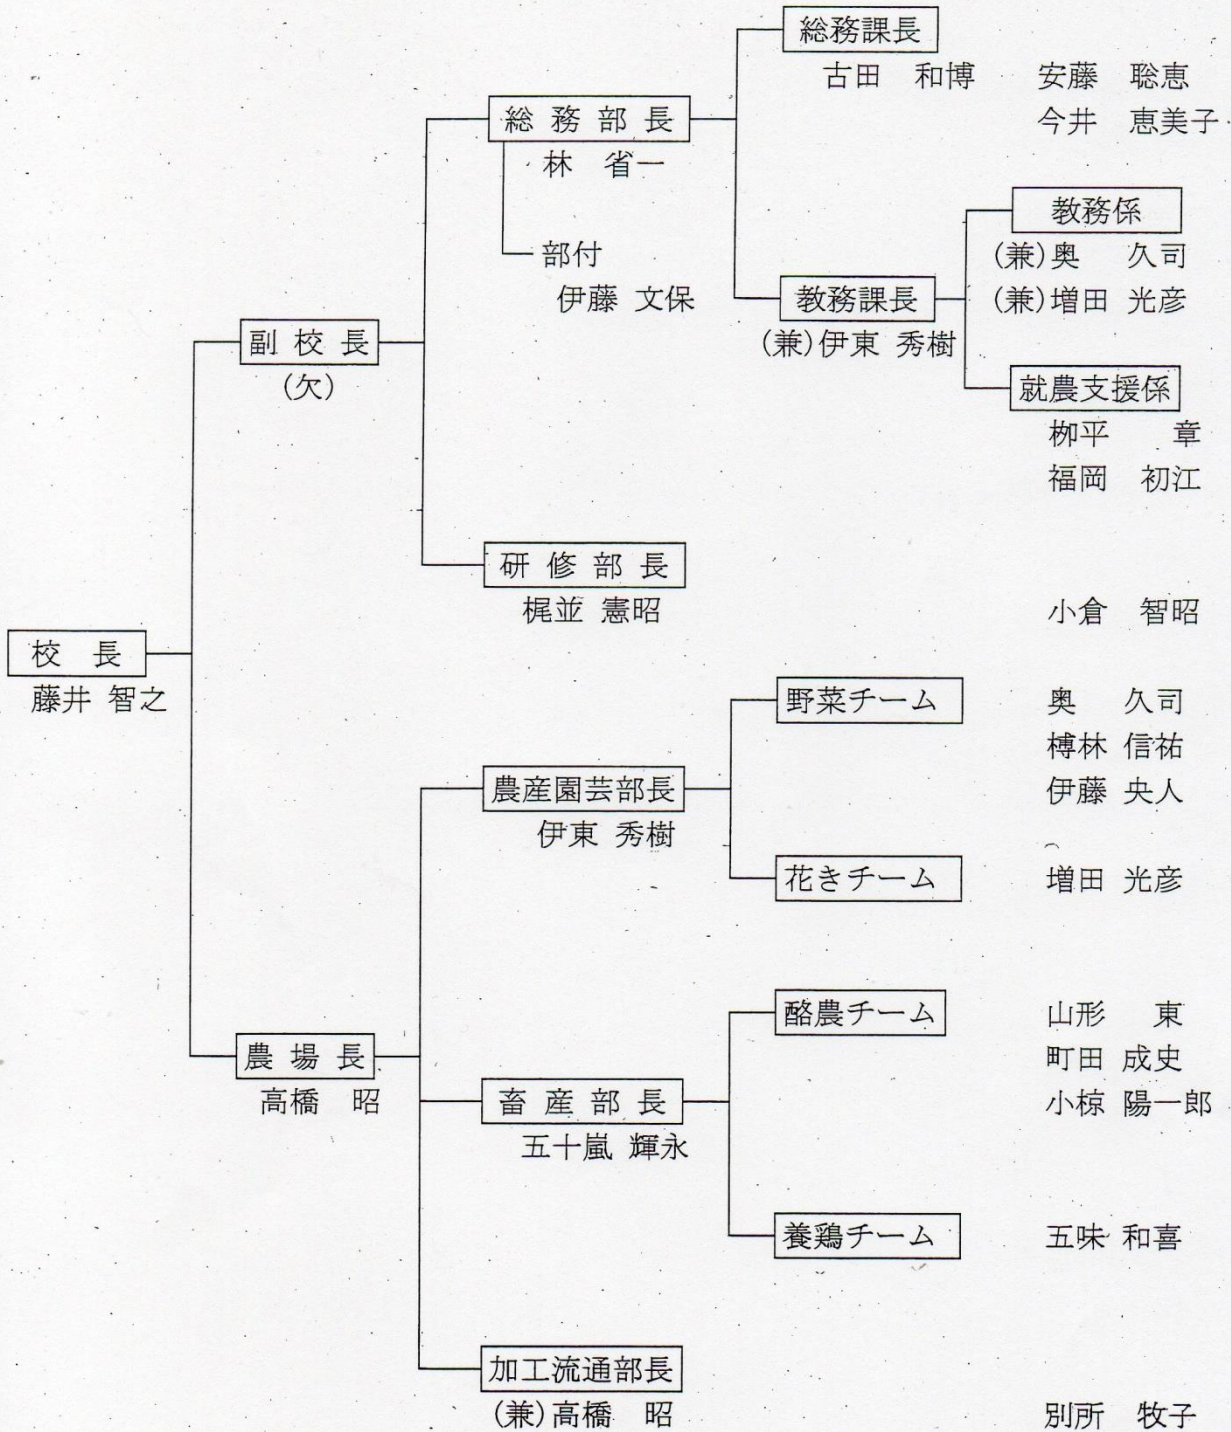 総務課長
古田 和博 安藤 聡恵
今井 恵美子
総務部長
林 省一
部付
伊藤 文保
教務係
(兼)奥 久司
(兼)増田 光彦
教務課長
(兼)伊東 秀樹
就農支援係
栁平 章
福岡 初江
副校長
(欠)
研修部長
梶並 憲昭 小倉 智昭
校長
藤井 智之
野菜チーム 奥 久司
榑林 信祐
伊藤 央人
農産園芸部長
伊東 秀樹
花きチーム 増田 光彦
酪農チーム 山形 東
町田 成史
小椋 陽一郎
農場長
高橋 昭
畜産部長
五十嵐 輝永
養鶏チーム 五味 和喜
加工流通部長
(兼)高橋 昭 別所 牧子